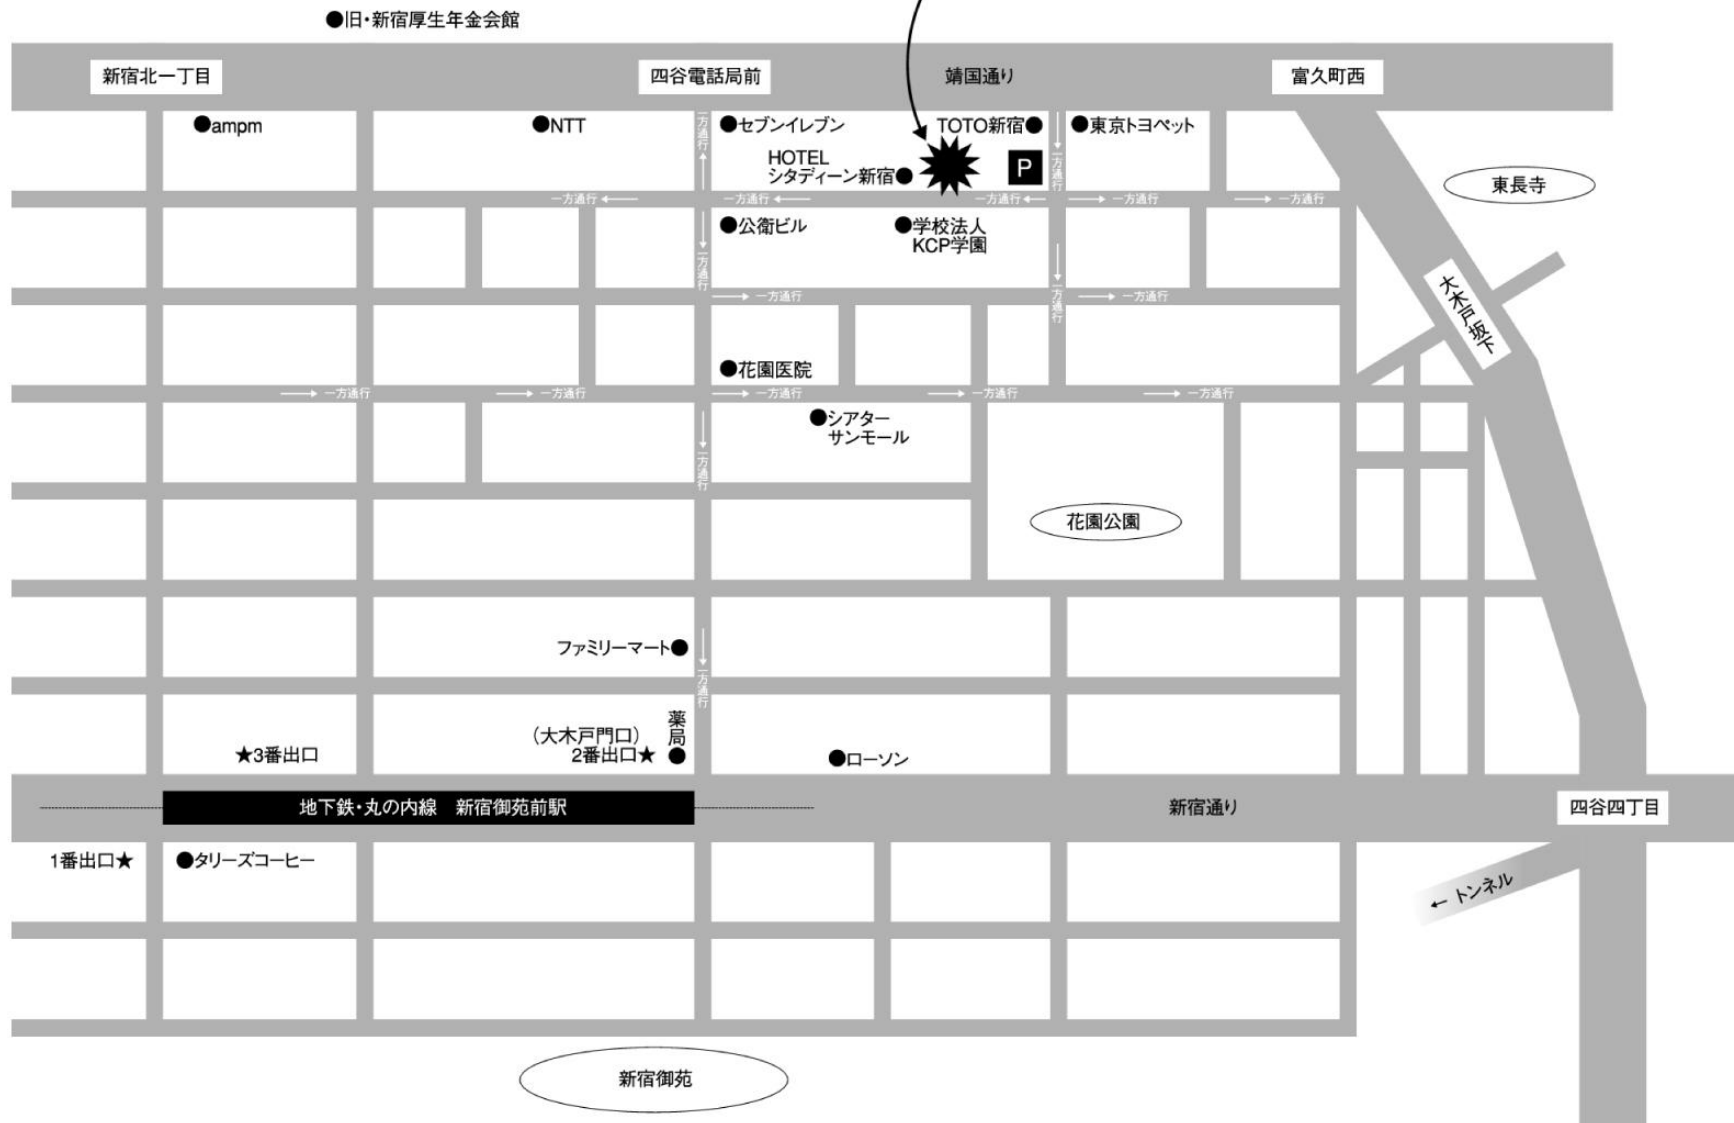 ●旧・新宿厚生年金会館
新宿北一丁目
四谷電話局前
靖国通り
富久町西
●ampm
●NTT
一方通行
●セブンイレブン
TOTO新宿●
●東京トヨペット
HOTEL
シタディーン新宿●
P
一方通行
東長寺
一方通行 ←
一方通行 ←
一方通行 ←
→ 一方通行
→ 一方通行
●公衛ビル
●学校法人
KCP学園
一方通行
→ 一方通行
一方通行
→ 一方通行
大木戸坂下
●花園医院
→ 一方通行
→ 一方通行
→ 一方通行
→ 一方通行
→ 一方通行
●シアター
サンモール
一方通行
花園公園
ファミリーマート●
一方通行
薬局
(大木戸門口)
★3番出口
2番出口★ ●
●ローソン
地下鉄・丸の内線 新宿御苑前駅
新宿通り
四谷四丁目
1番出口★
●タリーズコーヒー
← トンネル
新宿御苑